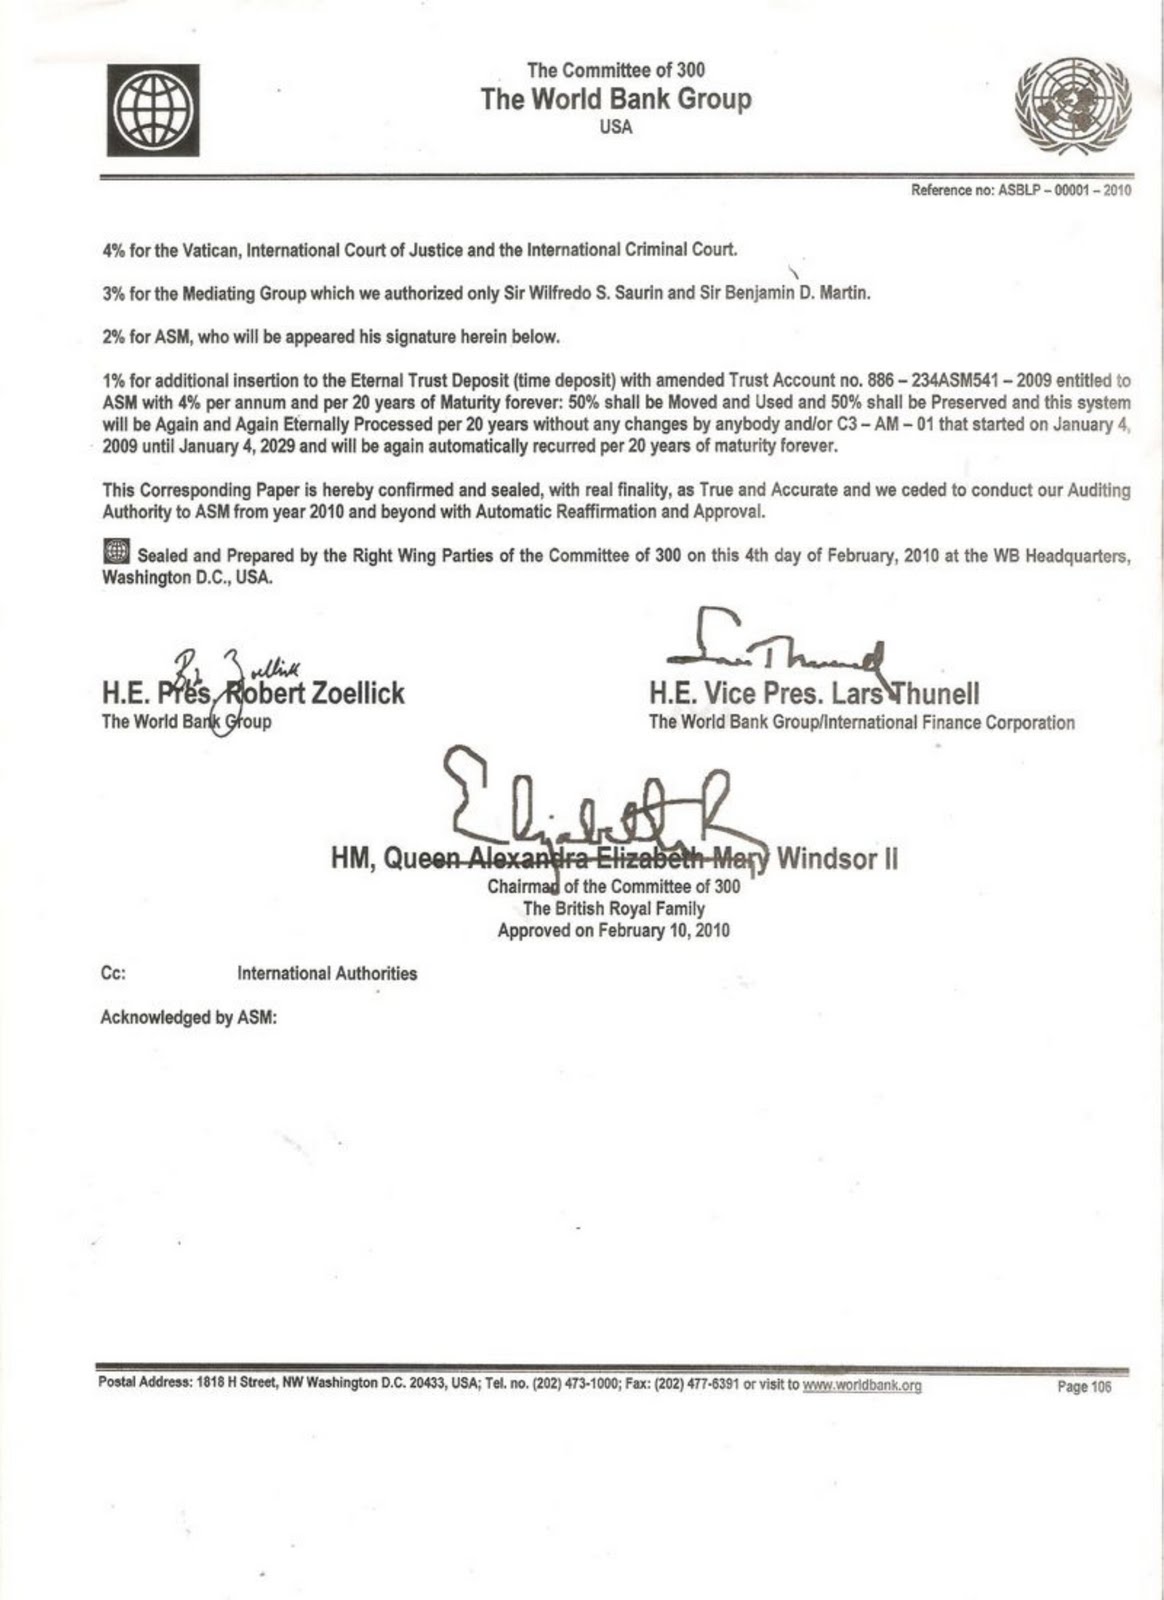 The Committee of 300
The World Bank Group
USA
Reference no: ASBLP – 00001 – 2010
4% for the Vatican, International Court of Justice and the International Criminal Court.
3% for the Mediating Group which we authorized only Sir Wilfredo S. Saurin and Sir Benjamin D. Martin.
2% for ASM, who will be appeared his signature herein below.
1% for additional insertion to the Eternal Trust Deposit (time deposit) with amended Trust Account no. 886 – 234ASM541 – 2009 entitled to
ASM with 4% per annum and per 20 years of Maturity forever: 50% shall be Moved and Used and 50% shall be Preserved and this system
will be Again and Again Eternally Processed per 20 years without any changes by anybody and/or C3 – AM – 01 that started on January 4,
2009 until January 4, 2029 and will be again automatically recurred per 20 years of maturity forever.
This Corresponding Paper is hereby confirmed and sealed, with real finality, as True and Accurate and we ceded to conduct our Auditing
Authority to ASM from year 2010 and beyond with Automatic Reaffirmation and Approval.
Sealed and Prepared by the Right Wing Parties of the Committee of 300 on this 4th day of February, 2010 at the WB Headquarters,
Washington D.C., USA.
Bob Zoellick
Lars Thunell
H.E. Pres. Robert Zoellick
H.E. Vice Pres. Lars Thunell
The World Bank Group
The World Bank Group/International Finance Corporation
Elizabeth R
HM, Queen Alexandra Elizabeth Mary Windsor II
Chairman of the Committee of 300
The British Royal Family
Approved on February 10, 2010
Cc: International Authorities
Acknowledged by ASM:
Postal Address: 1818 H Street, NW Washington D.C. 20433, USA; Tel. no. (202) 473-1000; Fax: (202) 477-6391 or visit to www.worldbank.org
Page 106